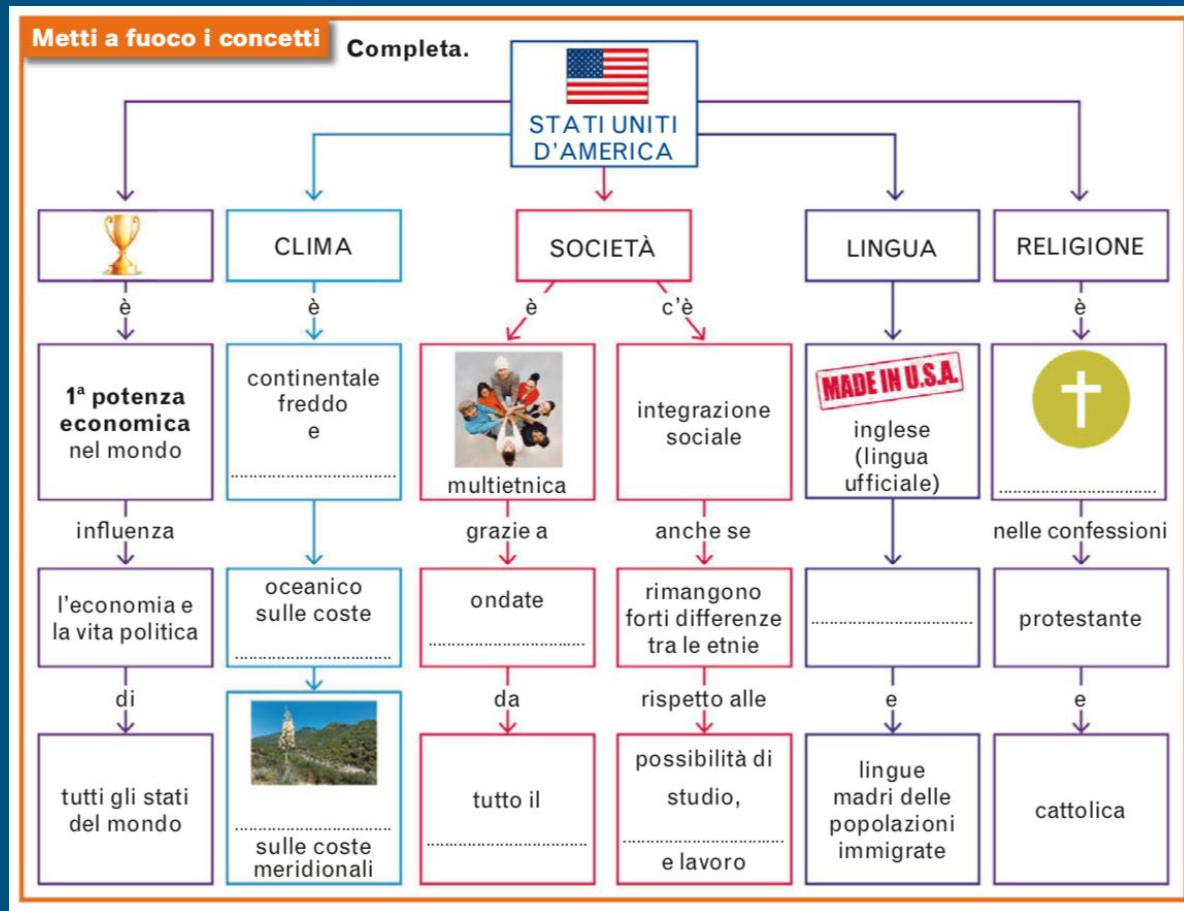 Metti a fuoco i concetti
Completa.
STATI UNITI
D'AMERICA
CLIMA
SOCIETÀ
LINGUA
RELIGIONE
è
è
è
c'è
è
1ª potenza
economica
nel mondo
continentale
freddo
e
........................
multietnica
integrazione
sociale
MADE IN U.S.A.
inglese
(lingua
ufficiale)
........................
influenza
grazie a
anche se
nelle confessioni
l'economia e
la vita politica
oceanico
sulle coste
........................
ondate
........................
rimangono
forti differenze
tra le etnie
........................
protestante
di
da
rispetto alle
e
e
tutti gli stati
del mondo
........................
sulle coste
meridionali
tutto il
........................
possibilità di
studio,
........................
e lavoro
lingue
madri delle
popolazioni
immigrate
cattolica